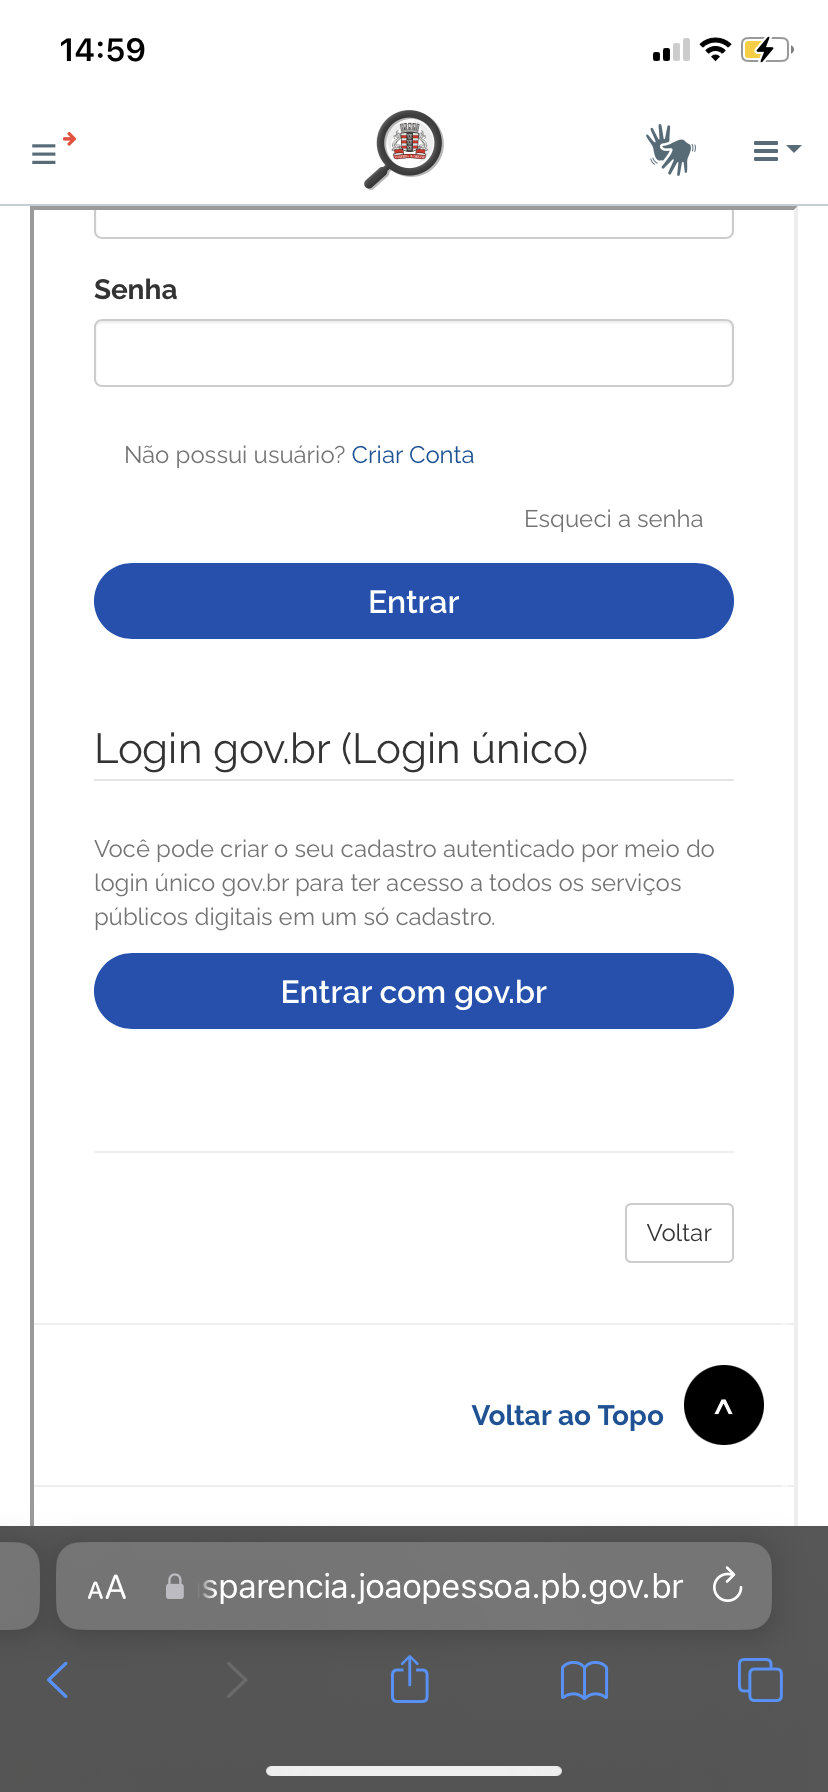 14:59
Senha
Não possui usuário? Criar Conta
Esqueci a senha
Entrar
Login gov.br (Login único)
Você pode criar o seu cadastro autenticado por meio do
login único gov.br para ter acesso a todos os serviços
públicos digitais em um só cadastro.
Entrar com gov.br
Voltar
Voltar ao Topo
^
AA sparencia.joaopessoa.pb.gov.br